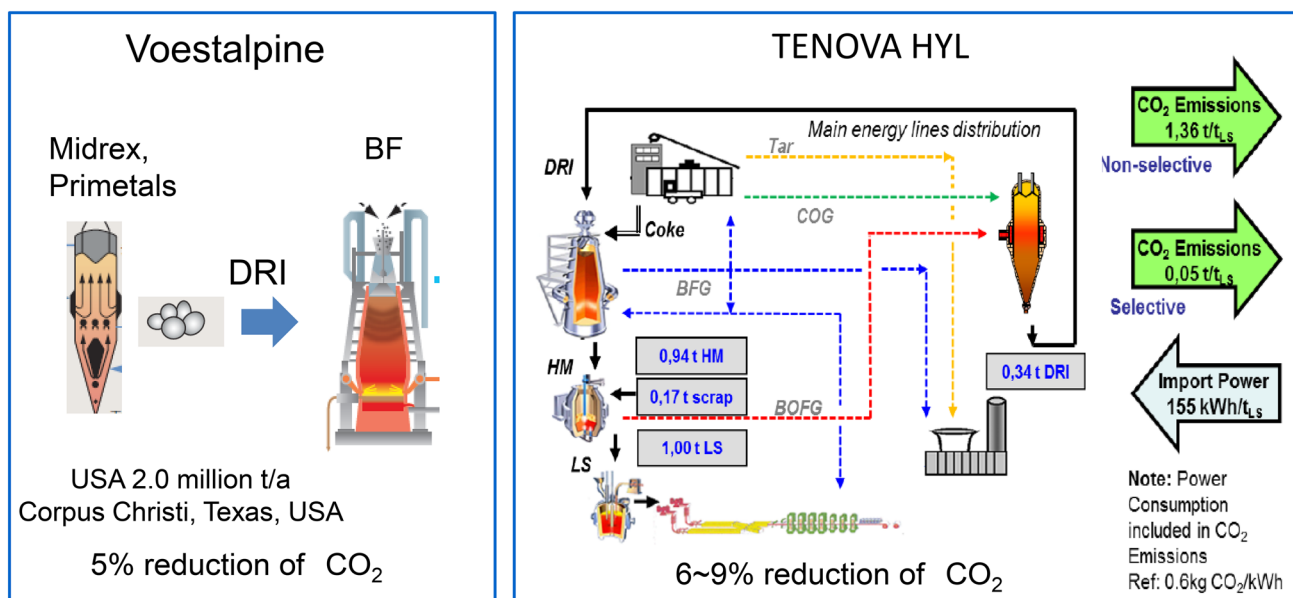 Voestalpine
Midrex,
Primetals
BF
DRI
USA 2.0 million t/a
Corpus Christi, Texas, USA
5% reduction of CO₂
TENOVA HYL
Main energy lines distribution
DRI
Tar
COG
Coke
BFG
HM
0,94 t HM
0,17 t scrap
BOFG
1,00 t LS
LS
0,34 t DRI
6~9% reduction of CO₂
CO₂ Emissions
1,36 t/tLS
Non-selective
CO₂ Emissions
0,05 t/tLS
Selective
Import Power
155 kWh/tLS
Note: Power
Consumption
included in CO₂
Emissions
Ref: 0.6kg CO₂/kWh